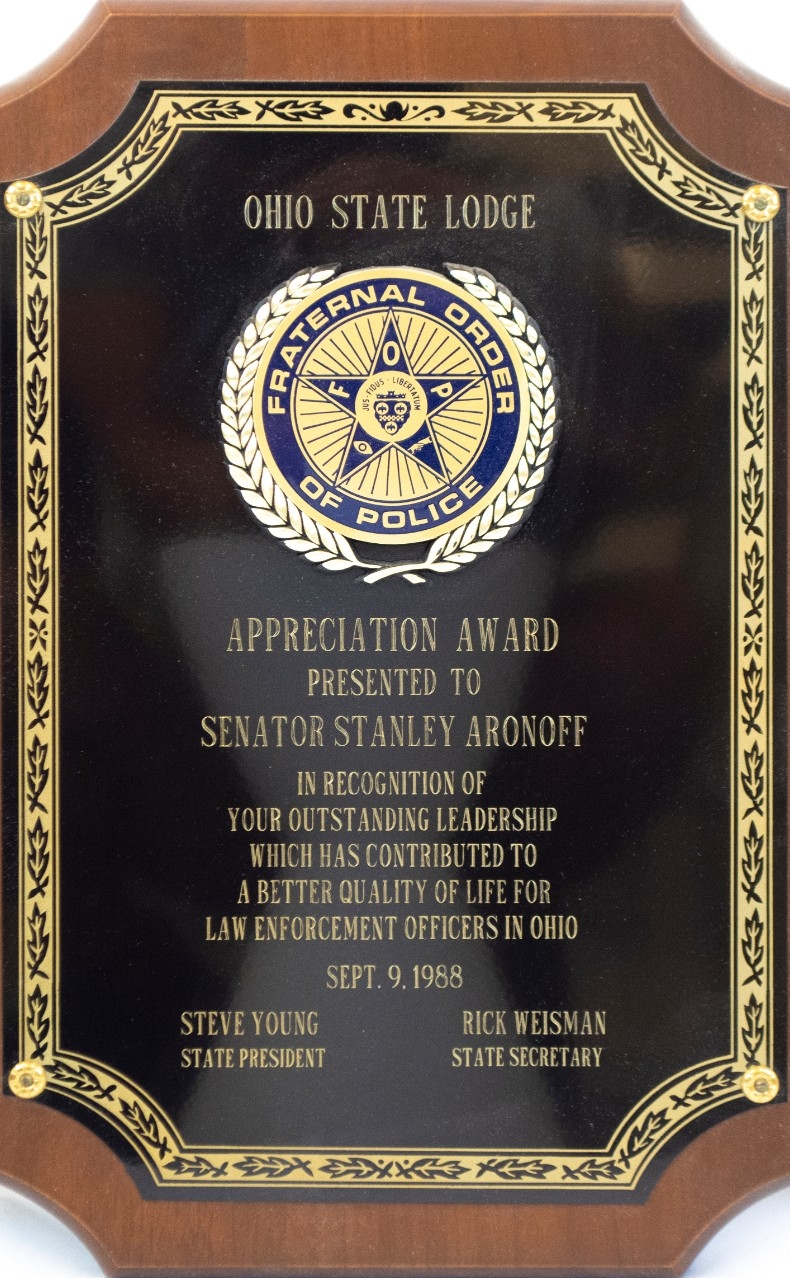 OHIO STATE LODGE
FRATERNAL ORDER
F O P
JUS · FIDUS · LIBERTATUM
OF POLICE
APPRECIATION AWARD
PRESENTED TO
SENATOR STANLEY ARONOFF
IN RECOGNITION OF
YOUR OUTSTANDING LEADERSHIP
WHICH HAS CONTRIBUTED TO
A BETTER QUALITY OF LIFE FOR
LAW ENFORCEMENT OFFICERS IN OHIO
SEPT. 9, 1988
STEVE YOUNG
STATE PRESIDENT
RICK WEISMAN
STATE SECRETARY